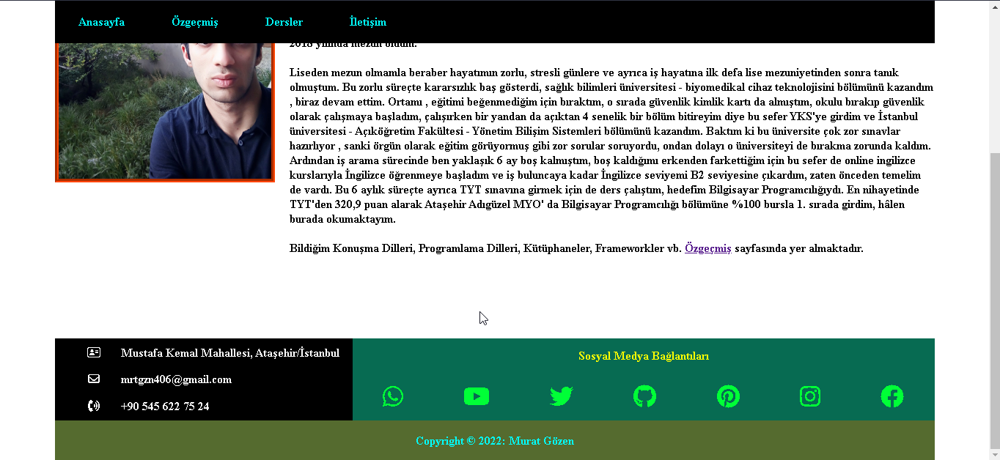 Anasayfa Özgeçmiş Dersler İletişim
2018 yılında mezun oldum.
Liseden mezun olmamla beraber hayatımın zorlu, stresli günlere ve ayrıca iş hayatına ilk defa lise mezuniyetinden sonra tanık
olmuştum. Bu zorlu süreçte kararsızlık baş gösterdi, sağlık bilimleri üniversitesi - biyomedikal cihaz teknolojisini bölümünü kazandım
, biraz devam ettim. Ortamı , eğitimi beğenmediğim için bıraktım, o sırada güvenlik kimlik kartı da almıştım, okulu bırakıp güvenlik
olarak çalışmaya başladım, çalışırken bir yandan da açıktan 4 senelik bir bölüm bitireyim diye bu sefer YKS'ye girdim ve İstanbul
üniversitesi - Açıköğretim Fakültesi - Yönetim Bilişim Sistemleri bölümünü kazandım. Baktım ki bu üniversite çok zor sınavlar
hazırlıyor , sanki örgün olarak eğitim görüyormuş gibi zor sorular soruyordu, ondan dolayı o üniversiteyi de bırakma zorunda kaldım.
Ardından iş arama sürecinde ben yaklaşık 6 ay boş kalmıştım, boş kaldığımı erkenden farkettiğim için bu sefer de online ingilizce
kurslarıyla İngilizce öğrenmeye başladım ve iş buluncaya kadar İngilizce seviyemi B2 seviyesine çıkardım, zaten önceden temelim
de vardı. Bu 6 aylık süreçte ayrıca TYT sınavına girmek için de ders çalıştım, hedefim Bilgisayar Programcılığıydı. En nihayetinde
TYT'den 320,9 puan alarak Ataşehir Adıgüzel MYO' da Bilgisayar Programcılığı bölümüne %100 bursla 1. sırada girdim, hâlen
burada okumaktayım.
Bildiğim Konuşma Dilleri, Programlama Dilleri, Kütüphaneler, Frameworkler vb. Özgeçmiş sayfasında yer almaktadır.
Mustafa Kemal Mahallesi, Ataşehir/İstanbul
mrtgzn406@gmail.com
+90 545 622 75 24
Sosyal Medya Bağlantıları
Copyright © 2022: Murat Gözen